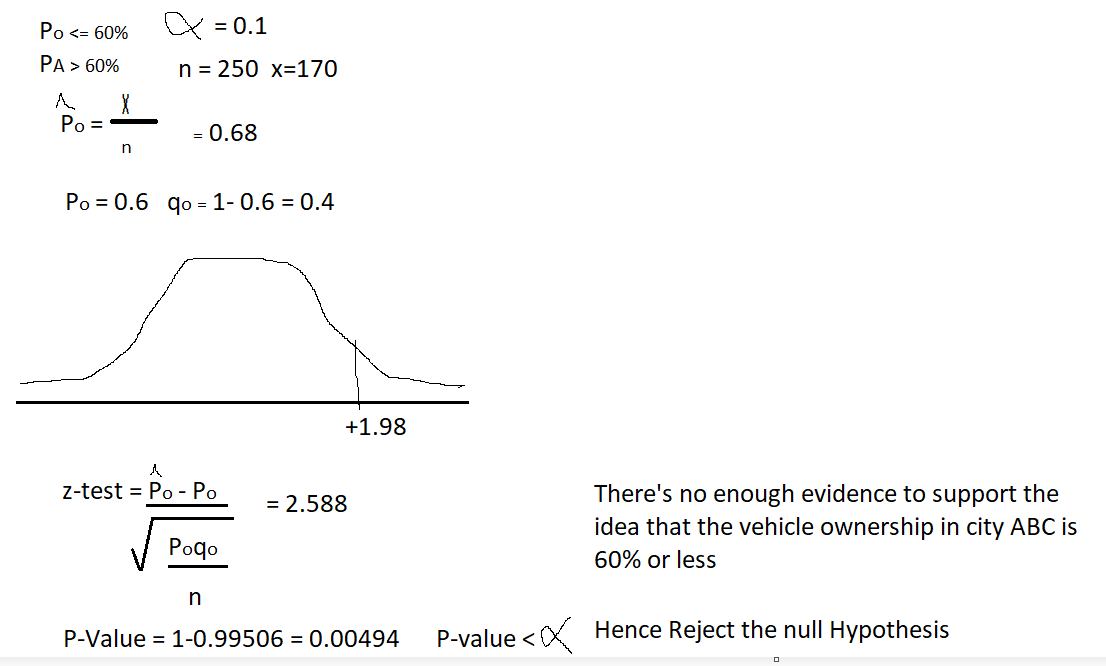 Po <= 60% α = 0.1
PA > 60% n = 250 x=170
^ X
Po = = 0.68
n
Po = 0.6 qo = 1- 0.6 = 0.4
+1.98
^
z-test = Po - Po = 2.588
√ Poqo
n
P-Value = 1-0.99506 = 0.00494 P-value < α
There's no enough evidence to support the
idea that the vehicle ownership in city ABC is
60% or less
Hence Reject the null Hypothesis